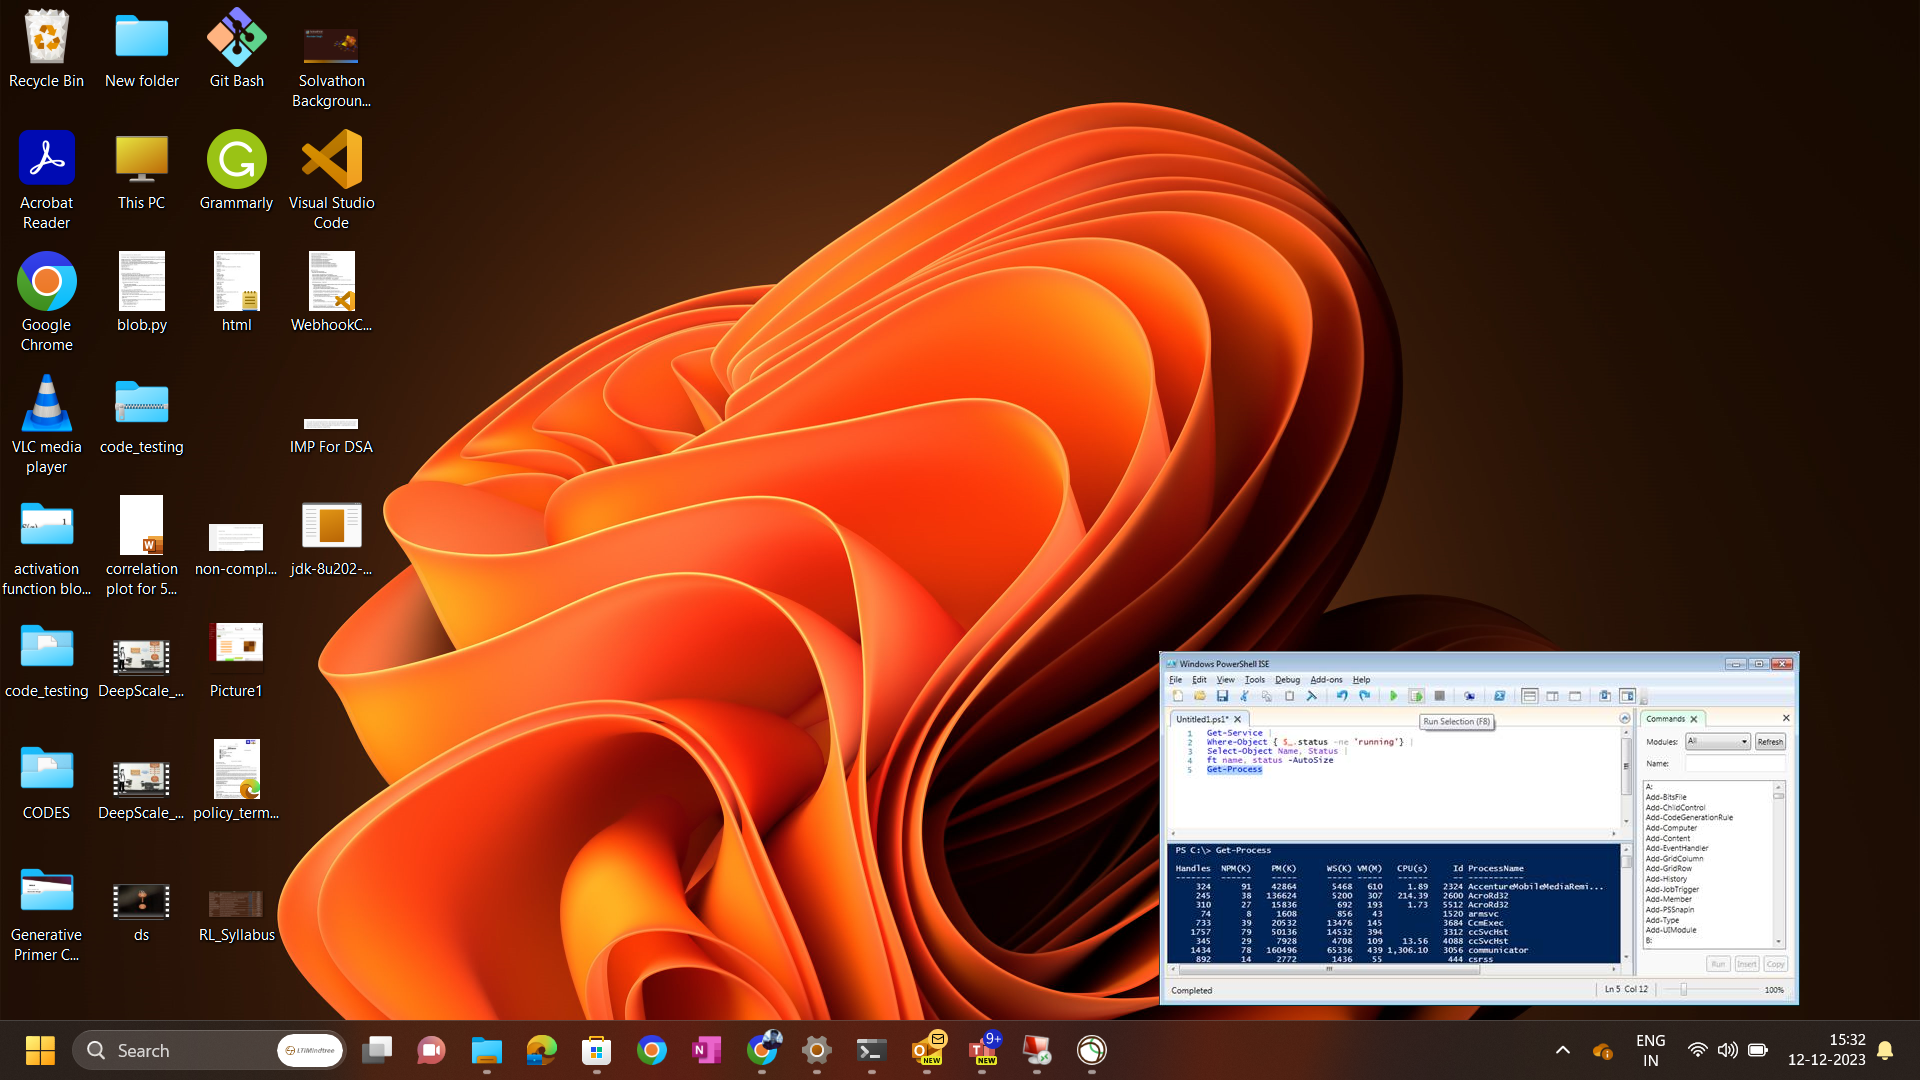 Recycle Bin
New folder
Git Bash
Solvathon
Backgroun...
Acrobat
Reader
This PC
Grammarly
Visual Studio
Code
Google
Chrome
blob.py
html
WebhookC...
VLC media
player
code_testing
IMP For DSA
activation
function blo...
correlation
plot for 5...
non-compl...
jdk-8u202-...
code_testing
DeepScale_...
Picture1
CODES
DeepScale_...
policy_term...
Generative
Primer C...
ds
RL_Syllabus
Windows PowerShell ISE
File Edit View Tools Debug Add-ons Help
Untitled1.ps1* X
Run Selection (F8)
1 Get-Service |
2 Where-Object { $_.status -ne 'running'} |
3 Select-Object Name, Status |
4 ft name, status -AutoSize
5 Get-Process
PS C:\> Get-Process
Handles NPM(K) PM(K) WS(K) VM(M) CPU(s) Id ProcessName
------- ------ ----- ----- ----- ------ -- -----------
324 91 42864 5468 610 1.89 2324 AccentureMobileMediaRemi...
245 38 136624 5200 307 214.39 2600 AcroRd32
310 27 15836 692 193 1.73 5512 AcroRd32
74 8 1608 856 43 1520 armsvc
733 39 20532 13476 145 3684 CcmExec
1757 79 50136 14532 394 3312 ccSvcHst
345 29 7928 4708 109 13.56 4088 ccSvcHst
1434 78 160496 65336 439 1,306.10 3056 communicator
892 14 2772 1436 55 444 csrss
Completed
Ln 5 Col 12
100%
Commands X
Modules: All Refresh
Name:
A:
Add-BitsFile
Add-ChildControl
Add-CodeGenerationRule
Add-Computer
Add-Content
Add-EventHandler
Add-GridColumn
Add-GridRow
Add-History
Add-JobTrigger
Add-Member
Add-PSSnapin
Add-Type
Add-UIModule
B:
Run Insert Copy
Search
LTIMindtree
NEW
9+
NEW
ENG
IN
15:32
12-12-2023